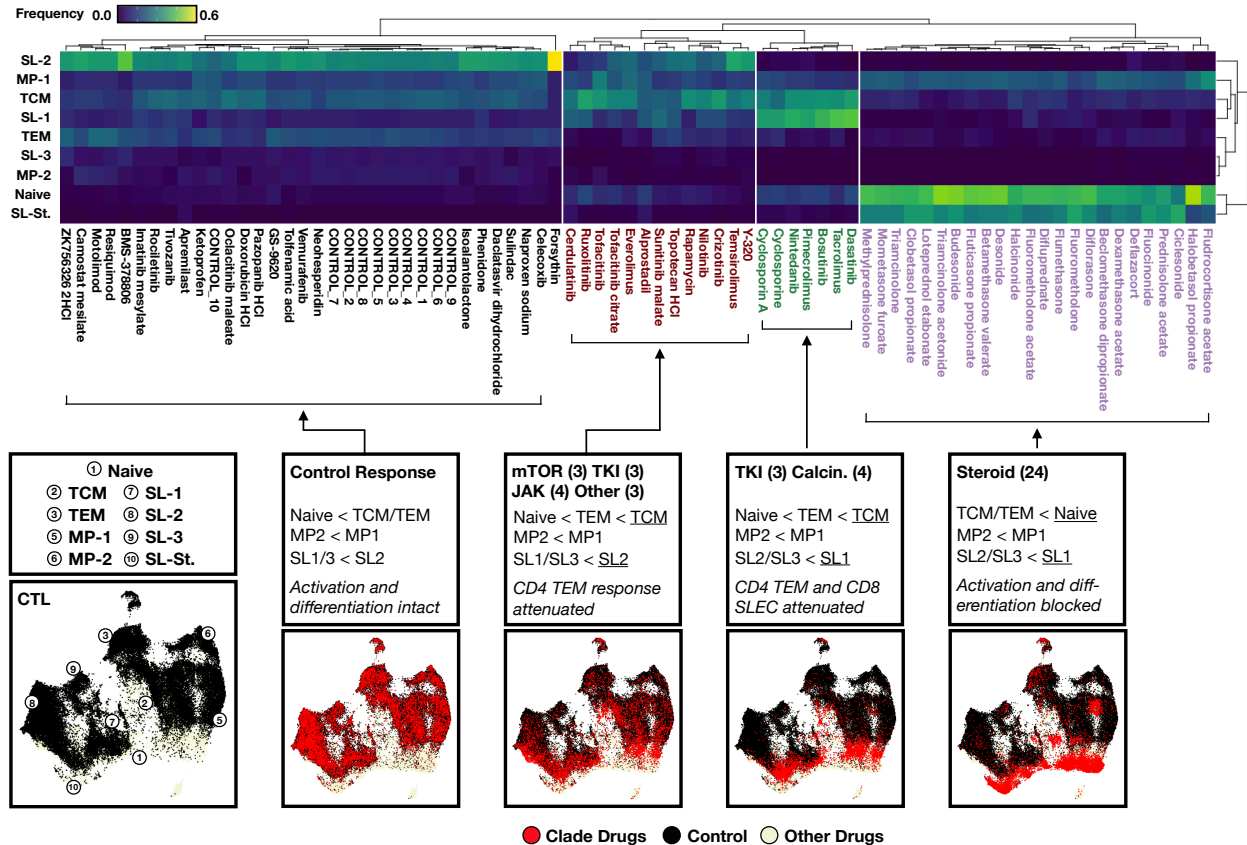 Frequency 0.0 0.6
SL-2
MP-1
TCM
SL-1
TEM
SL-3
MP-2
Naive
SL-St.
ZK756326 2HCl
Camostat mesilate
Motolimod
Resiquimod
BMS-378806
Imatinib mesylate
Rociletinib
Tivozanib
Apremilast
Ketoprofen
CONTROL_10
Oclacitinib maleate
Doxorubicin HCl
Pazopanib HCl
GS-9620
Tolfenamic acid
Vemurafenib
Neohesperidin
CONTROL_7
CONTROL_2
CONTROL_8
CONTROL_5
CONTROL_3
CONTROL_4
CONTROL_1
CONTROL_6
CONTROL_9
Isoalantolactone
Phenidone
Daclatasvir dihydrochloride
Sulindac
Naproxen sodium
Celecoxib
Forsythin
Cerdulatinib
Ruxolitinib
Tofacitinib
Tofacitinib citrate
Everolimus
Alprostadil
Sunitinib malate
Topotecan HCl
Rapamycin
Nilotinib
Crizotinib
Temsirolimus
Y-320
Cyclosporin A
Cyclosporine
Nintedanib
Pimecrolimus
Bosutinib
Tacrolimus
Dasatinib
Methylprednisolone
Mometasone furoate
Triamcinolone
Clobetasol propionate
Loteprednol etabonate
Triamcinolone acetonide
Budesonide
Fluticasone propionate
Betamethasone valerate
Desonide
Halcinonide
Fluorometholone acetate
Difluprednate
Flumethasone
Fluorometholone
Diflorasone
Beclomethasone dipropionate
Dexamethasone acetate
Deflazacort
Fluocinonide
Prednisolone acetate
Ciclesonide
Halobetasol propionate
Fludrocortisone acetate
1 Naive
2 TCM 7 SL-1
3 TEM 8 SL-2
5 MP-1 9 SL-3
6 MP-2 10 SL-St.
Control Response
Naive < TCM/TEM
MP2 < MP1
SL1/3 < SL2
Activation and
differentiation intact
mTOR (3) TKI (3)
JAK (4) Other (3)
Naive < TEM < TCM
MP2 < MP1
SL1/SL3 < SL2
CD4 TEM response
attenuated
TKI (3) Calcin. (4)
Naive < TEM < TCM
MP2 < MP1
SL2/SL3 < SL1
CD4 TEM and CD8
SLEC attenuated
Steroid (24)
TCM/TEM < Naive
MP2 < MP1
SL2/SL3 < SL1
Activation and diff-
erentiation blocked
CTL
3
6
9
8
2
7
5
1
10
Clade Drugs Control Other Drugs